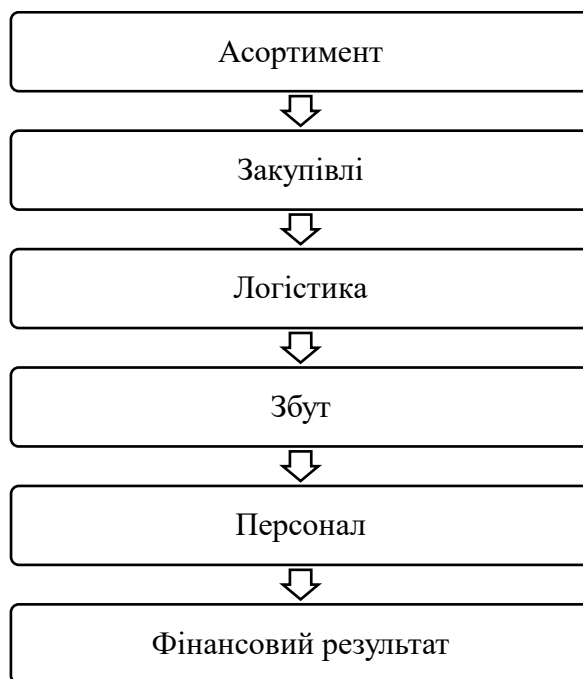 Асортимент
Закупівлі
Логістика
Збут
Персонал
Фінансовий результат